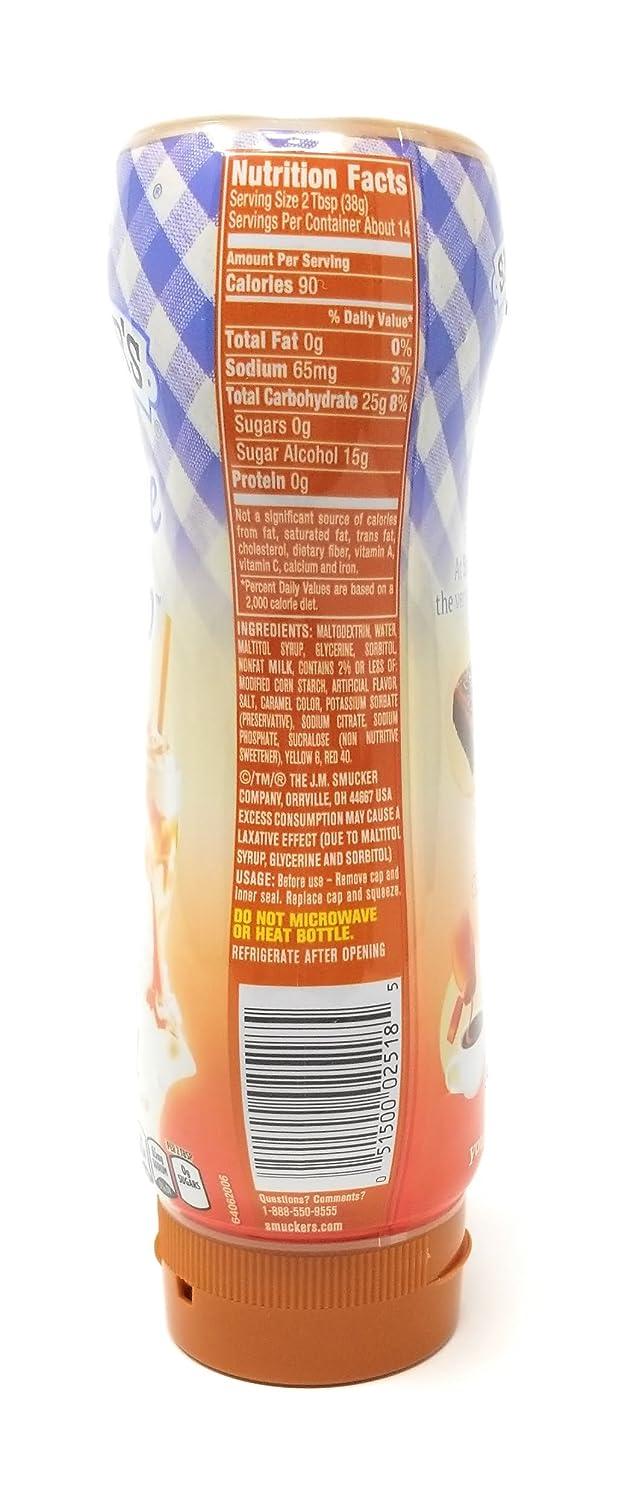 Nutrition Facts
Serving Size 2 Tbsp (38g)
Servings Per Container About 14
Amount Per Serving
Calories 90
% Daily Value*
Total Fat 0g 0%
Sodium 65mg 3%
Total Carbohydrate 25g 8%
Sugars 0g
Sugar Alcohol 15g
Protein 0g
Not a significant source of calories
from fat, saturated fat, trans fat,
cholesterol, dietary fiber, vitamin A,
vitamin C, calcium and iron.
*Percent Daily Values are based on a
2,000 calorie diet.
INGREDIENTS: MALTODEXTRIN, WATER,
MALTITOL SYRUP, GLYCERINE, SORBITOL,
NONFAT MILK, CONTAINS 2% OR LESS OF:
MODIFIED CORN STARCH, ARTIFICIAL FLAVOR,
SALT, CARAMEL COLOR, POTASSIUM SORBATE
(PRESERVATIVE), SODIUM CITRATE, SODIUM
PHOSPHATE, SUCRALOSE (NON NUTRITIVE
SWEETENER), YELLOW 6, RED 40.
©/TM/® THE J.M. SMUCKER
COMPANY, ORRVILLE, OH 44667 USA
EXCESS CONSUMPTION MAY CAUSE A
LAXATIVE EFFECT (DUE TO MALTITOL
SYRUP, GLYCERINE AND SORBITOL)
USAGE: Before use - Remove cap and
inner seal. Replace cap and squeeze.
DO NOT MICROWAVE
OR HEAT BOTTLE.
REFRIGERATE AFTER OPENING
0 51500 02518 5
64062006
Questions? Comments?
1-888-550-9555
smuckers.com
®
'S
e
™
the
PER 2 TBSP
0g
SUGARS